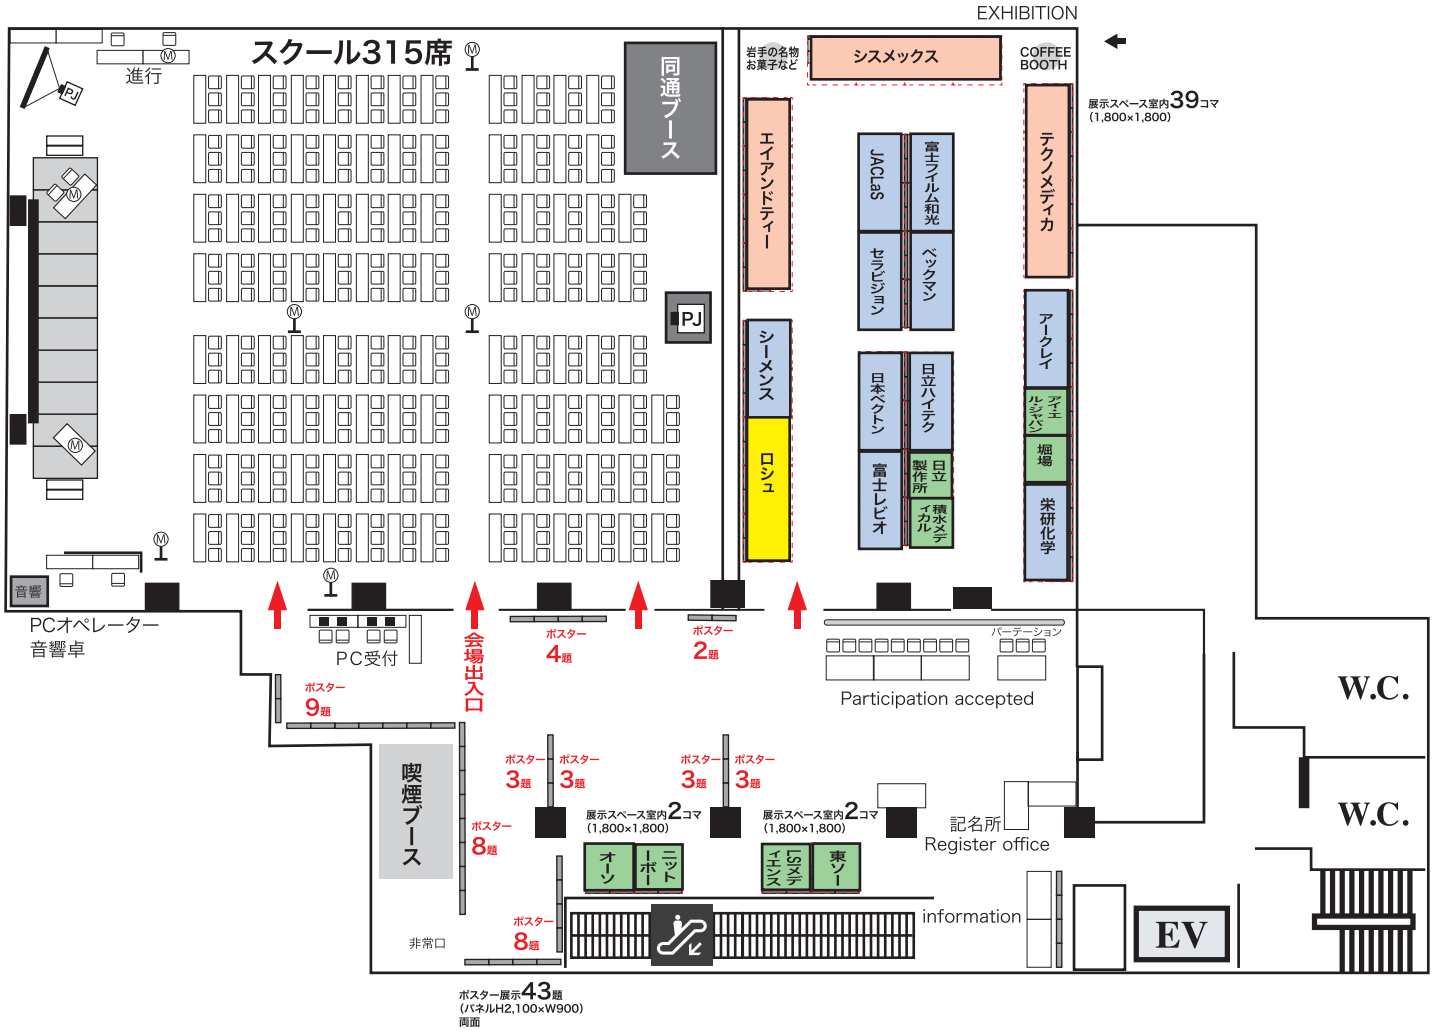 EXHIBITION
スクール315席
進行
M
M
PJ
同通ブース
岩手の名物
お菓子など
シスメックス
COFFEE
BOOTH
展示スペース室内39コマ
(1,800×1,800)
エイアンドティー
JACLaS
富士フイルム和光
テクノメディカ
セラビジョン
ベックマン
M
M
M
PJ
シーメンス
ロシュ
日本ベクトン
日立ハイテク
富士レビオ
日立
製作所
積水メデ
ィカル
アークレイ
アイ・エ
ル・ジャパン
堀場
栄研化学
M
M
M
音響
PCオペレーター
音響卓
PC受付
会場出入口
ポスター
4題
ポスター
2題
パーテーション
Participation accepted
ポスター
9題
喫煙ブース
ポスター
3題
ポスター
3題
ポスター
3題
ポスター
3題
ポスター
8題
展示スペース室内2コマ
(1,800×1,800)
展示スペース室内2コマ
(1,800×1,800)
オーソ
ニット
ーボー
LSIメデ
ィエンス
東ソー
記名所
Register office
W.C.
W.C.
information
EV
ポスター
8題
非常口
ポスター展示43題
(パネルH2,100×W900)
両面